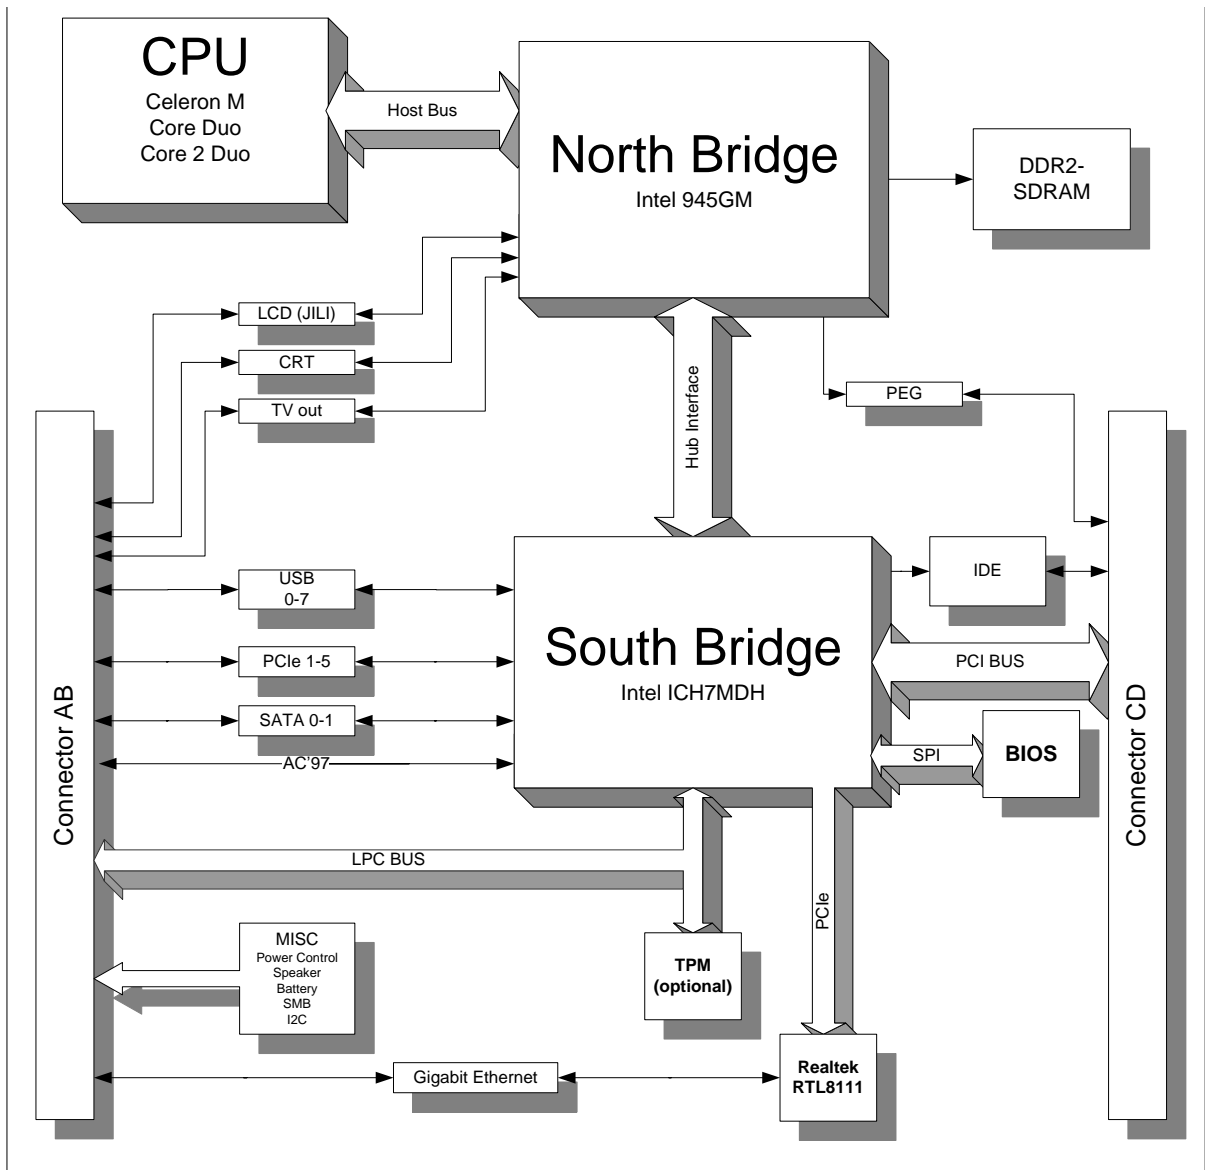 CPU
Celeron M
Core Duo
Core 2 Duo
Host Bus
North Bridge
Intel 945GM
DDR2-
SDRAM
LCD (JILI)
CRT
TV out
Hub Interface
PEG
USB
0-7
PCIe 1-5
SATA 0-1
AC'97
South Bridge
Intel ICH7MDH
IDE
PCI BUS
SPI
BIOS
Connector AB
Connector CD
LPC BUS
PCIe
MISC
Power Control
Speaker
Battery
SMB
I2C
TPM
(optional)
Gigabit Ethernet
Realtek
RTL8111